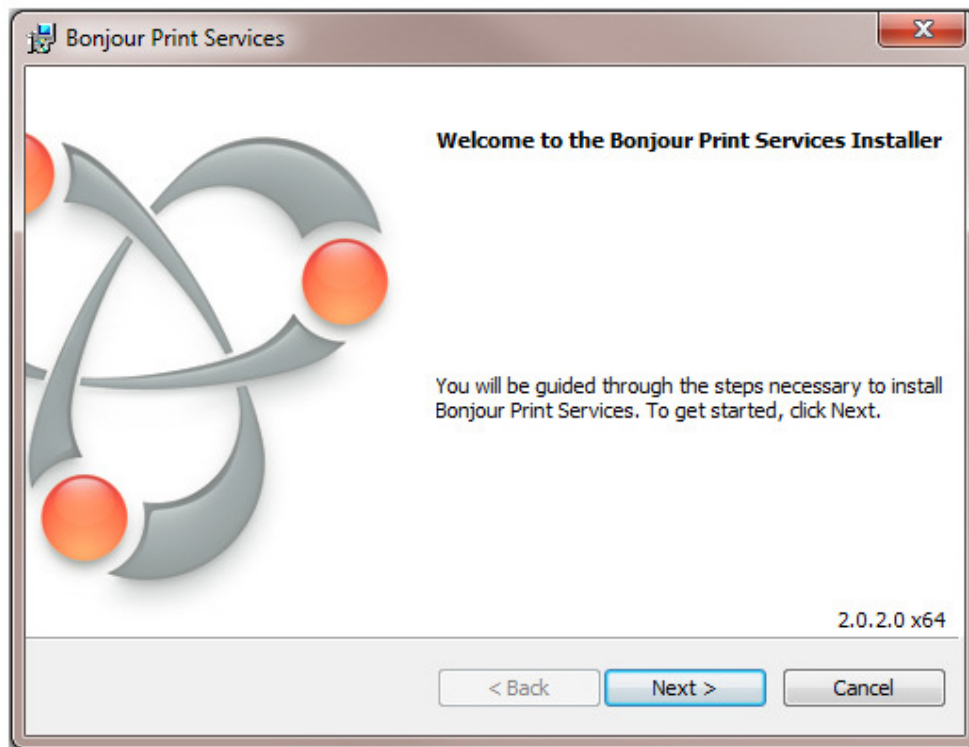 Bonjour Print Services
Welcome to the Bonjour Print Services Installer
You will be guided through the steps necessary to install
Bonjour Print Services. To get started, click Next.
2.0.2.0 x64
< Back
Next >
Cancel